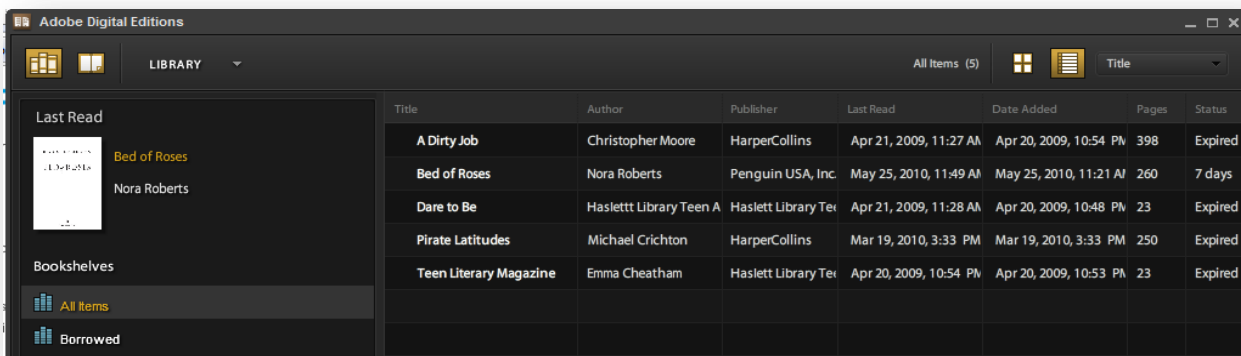 Adobe Digital Editions
LIBRARY All Items (5) Title
Last Read
Bed of Roses
Nora Roberts
Bookshelves
All Items
Borrowed
Title Author Publisher Last Read Date Added Pages Status
A Dirty Job Christopher Moore HarperCollins Apr 21, 2009, 11:27 AM Apr 20, 2009, 10:54 PM 398 Expired
Bed of Roses Nora Roberts Penguin USA, Inc. May 25, 2010, 11:49 AM May 25, 2010, 11:21 AM 260 7 days
Dare to Be Haslettt Library Teen A Haslett Library Tee Apr 21, 2009, 11:28 AM Apr 20, 2009, 10:48 PM 23 Expired
Pirate Latitudes Michael Crichton HarperCollins Mar 19, 2010, 3:33 PM Mar 19, 2010, 3:33 PM 250 Expired
Teen Literary Magazine Emma Cheatham Haslett Library Tee Apr 20, 2009, 10:54 PM Apr 20, 2009, 10:53 PM 23 Expired